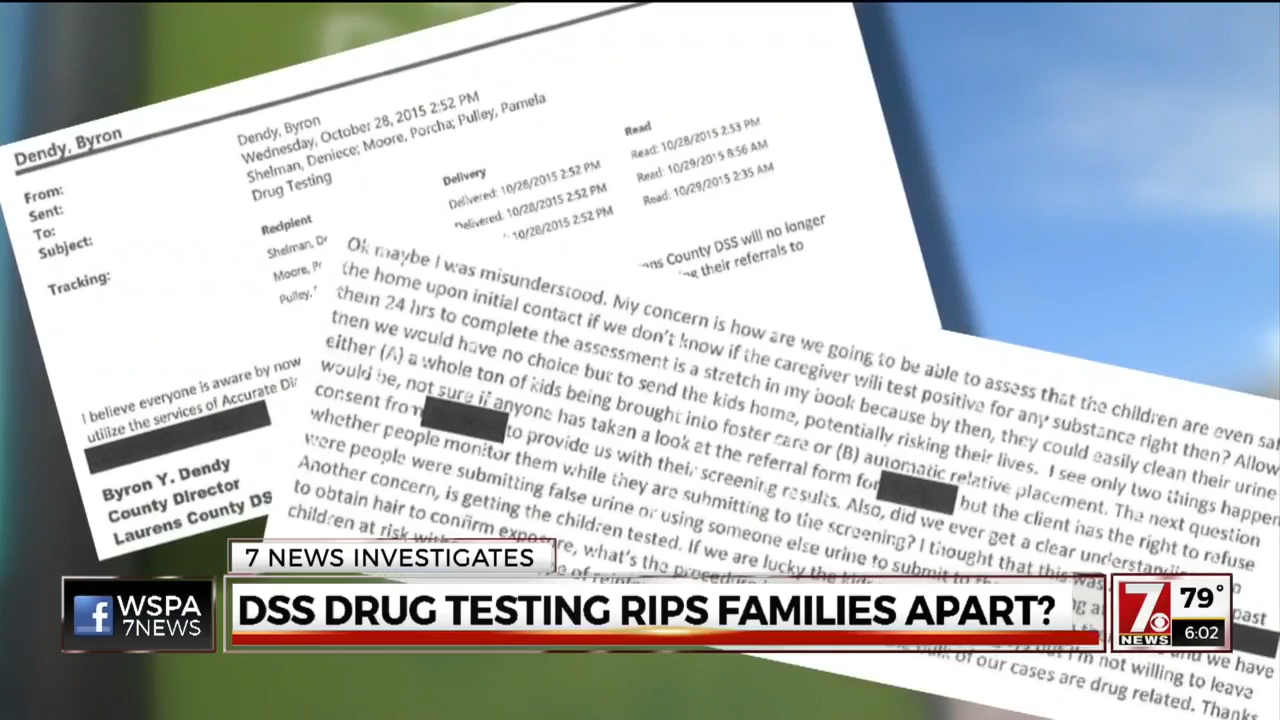 Dendy, Byron
From: Dendy, Byron
Sent: Wednesday, October 28, 2015 2:52 PM
To: Shelman, Deniece; Moore, Porcha; Pulley, Pamela
Subject: Drug Testing
Tracking: Recipient Delivery Read
Shelman, Delivered: 10/28/2015 2:52 PM Read: 10/28/2015 2:53 PM
Moore, Delivered: 10/28/2015 2:52 PM Read: 10/29/2015 8:56 AM
Pulley, 10/28/2015 2:52 PM Read: 10/29/2015 2:35 AM
I believe everyone is aware by now County DSS will no longer
utilize the services of Accurate their referrals to
Byron Y. Dendy
County Director
Laurens County DS
Ok maybe I was misunderstood. My concern is how are we going to be able to assess that the children are even
the home upon initial contact if we don't know if the caregiver will test positive for any substance right then? Allow
them 24 hrs to complete the assessment is a stretch in my book because by then, they could easily clean their urine
then we would have no choice but to send the kids home, potentially risking their lives. I see only two things happen
either (A) a whole ton of kids being brought into foster care or (B) automatic relative placement. The next question
would be, not sure if anyone has taken a look at the referral form for but the client has the right to refuse
consent from to provide us with their screening results. Also, did we ever get a clear
whether people monitor them while they are submitting to the screening? I thought that this was
were people were submitting false urine or using someone else urine to submit to past
Another concern, is getting the children tested. If we are lucky the
to obtain hair to confirm exposure, what's the procedure and we have
children at risk but I'm not willing to leave
of our cases are drug related. Thanks
7 NEWS INVESTIGATES
WSPA
7NEWS
DSS DRUG TESTING RIPS FAMILIES APART?
7
NEWS
79°
6:02